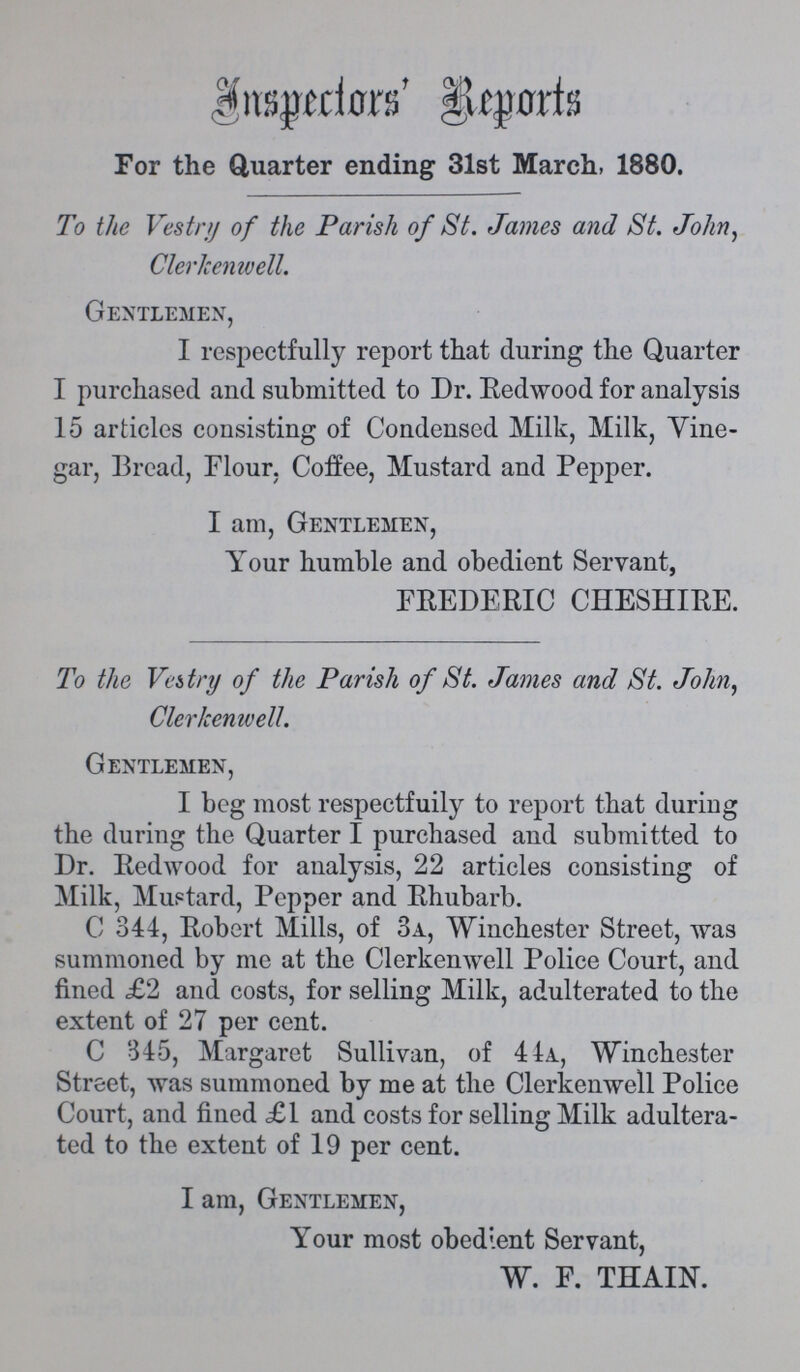 Inspectors' Reports
For the Quarter ending 31st March, 1880.
To the Vestry of the Parish of St. James and St. John,
Clerkenwell.
GENTLEMEN,
I respectfully report that during the Quarter
I purchased and submitted to Dr. Redwood for analysis
15 articles consisting of Condensed Milk, Milk, Vine-
gar, Bread, Flour, Coffee, Mustard and Pepper.
I am, GENTLEMEN,
Your humble and obedient Servant,
FREDERIC CHESHIRE.
To the Vestry of the Parish of St. James and St. John,
Clerkenwell.
GENTLEMEN,
I beg most respectfuily to report that during
the during the Quarter I purchased and submitted to
Dr. Redwood for analysis, 22 articles consisting of
Milk, Mustard, Pepper and Rhubarb.
C 344, Robert Mills, of 3A, Winchester Street, was
summoned by me at the Clerkenwell Police Court, and
fined £2 and costs, for selling Milk, adulterated to the
extent of 27 per cent.
C 345, Margaret Sullivan, of 44A, Winchester
Street, was summoned by me at the Clerkenwell Police
Court, and fined £1 and costs for selling Milk adultera-
ted to the extent of 19 per cent.
I am, GENTLEMEN,
Your most obedient Servant,
W. F. THAIN.